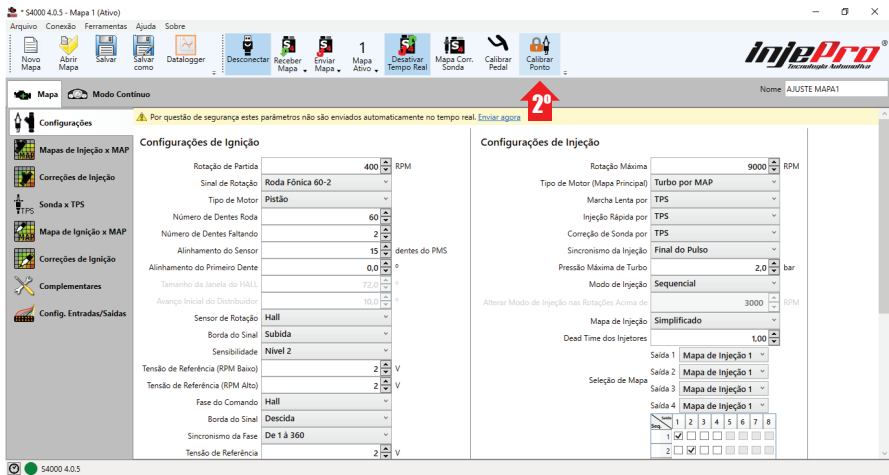 * S4000 4.0.5 - Mapa 1 (Ativo)
Arquivo Conexão Ferramentas Ajuda Sobre
Novo Mapa
Abrir Mapa
Salvar
Salvar como
Datalogger
Desconectar
Receber Mapa
Enviar Mapa
1 Mapa Ativo
Desativar Tempo Real
Mapa Corr. Sonda
Calibrar Pedal
Calibrar Ponto
injePro®
Tecnologia Automotiva
2º
Mapa Modo Contínuo
Nome AJUSTE MAPA1
Por questão de segurança estes parâmetros não são enviados automaticamente no tempo real. Enviar agora
Configurações
Mapas de Injeção x MAP
Correções de Injeção
Sonda x TPS
Mapa de Ignição x MAP
Correções de Ignição
Complementares
Config. Entradas/Saídas
Configurações de Ignição
Rotação de Partida 400 RPM
Sinal de Rotação Roda Fônica 60-2
Tipo de Motor Pistão
Número de Dentes Roda 60
Número de Dentes Faltando 2
Alinhamento do Sensor 15 dentes do PMS
Alinhamento do Primeiro Dente 0,0 º
Tamanho da Janela do HALL 72,0 º
Avanço Inicial do Distribuidor 10,0 º
Sensor de Rotação Hall
Borda do Sinal Subida
Sensibilidade Nível 2
Tensão de Referência (RPM Baixo) 2 V
Tensão de Referência (RPM Alto) 2 V
Fase do Comando Hall
Borda do Sinal Descida
Sincronismo da Fase De 1 à 360
Tensão de Referência 2 V
Configurações de Injeção
Rotação Máxima 9000 RPM
Tipo de Motor (Mapa Principal) Turbo por MAP
Marcha Lenta por TPS
Injeção Rápida por TPS
Correção de Sonda por TPS
Sincronismo da Injeção Final do Pulso
Pressão Máxima de Turbo 2,0 bar
Modo de Injeção Sequencial
Alterar Modo de Injeção nas Rotações Acima de 3000 RPM
Mapa de Injeção Simplificado
Dead Time dos Injetores 1,00
Seleção de Mapa
Saída 1 Mapa de Injeção 1
Saída 2 Mapa de Injeção 1
Saída 3 Mapa de Injeção 1
Saída 4 Mapa de Injeção 1
Seq. Saída 1 2 3 4 5 6 7 8
1
2
S4000 4.0.5